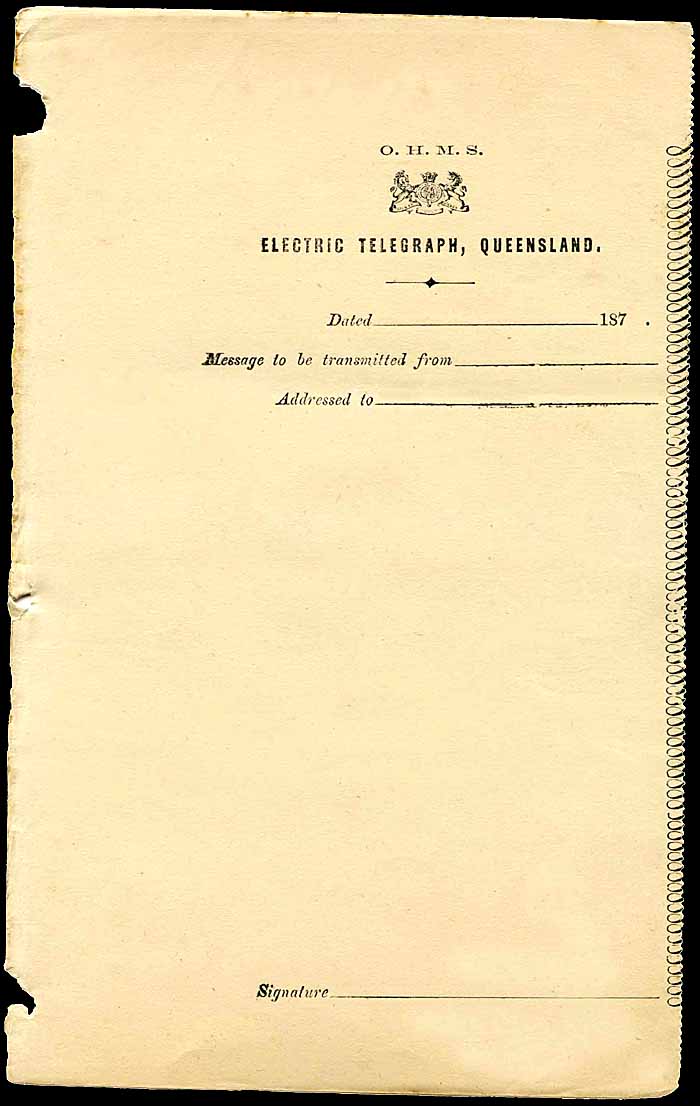 O. H. M. S.
ELECTRIC TELEGRAPH, QUEENSLAND.
Dated 187 .
Message to be transmitted from
Addressed to
Signature